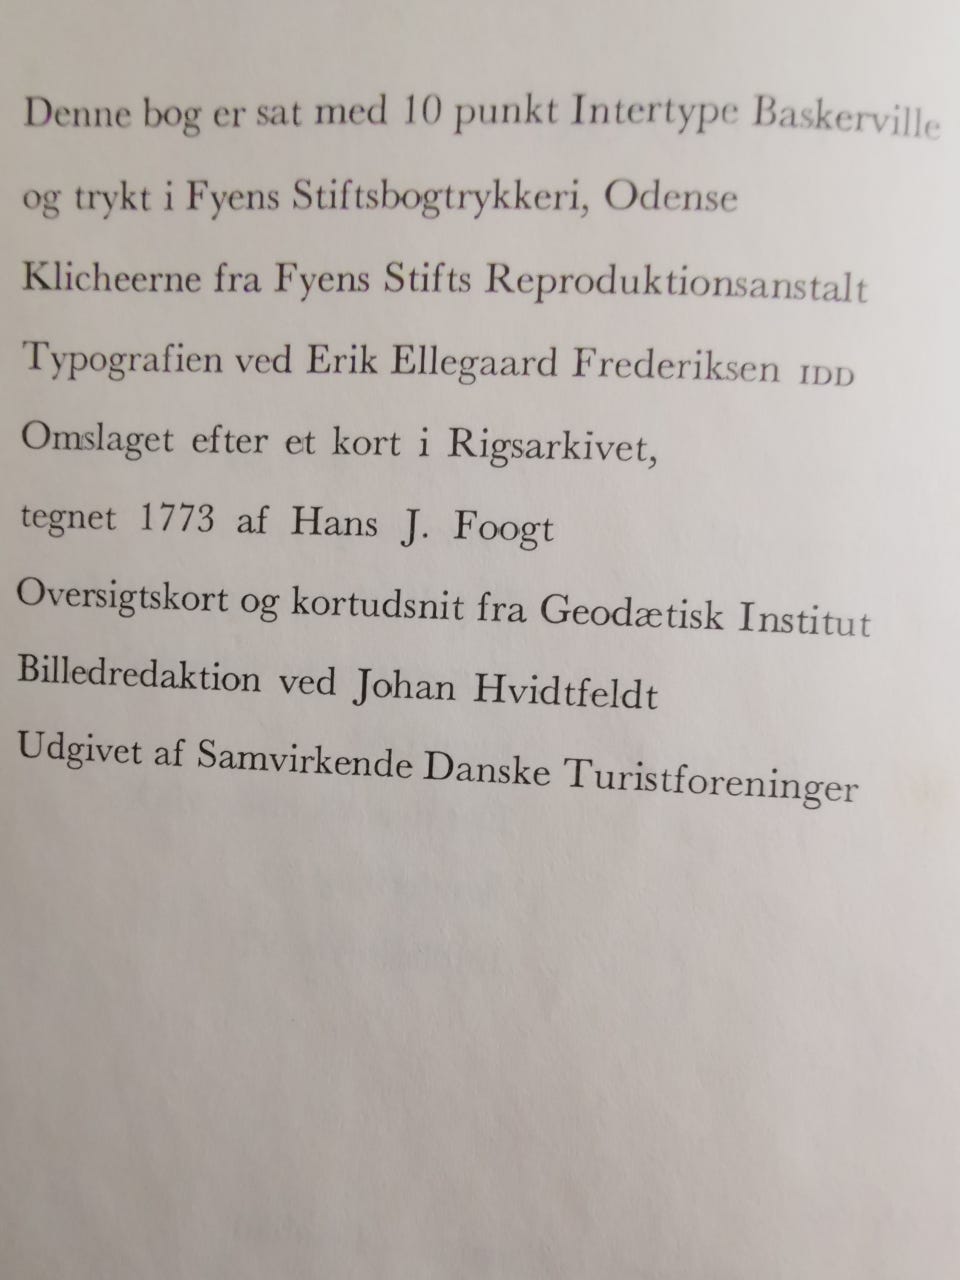 Denne bog er sat med 10 punkt Intertype Baskerville
og trykt i Fyens Stiftsbogtrykkeri, Odense
Klicheerne fra Fyens Stifts Reproduktionsanstalt
Typografien ved Erik Ellegaard Frederiksen IDD
Omslaget efter et kort i Rigsarkivet,
tegnet 1773 af Hans J. Foogt
Oversigtskort og kortudsnit fra Geodætisk Institut
Billedredaktion ved Johan Hvidtfeldt
Udgivet af Samvirkende Danske Turistforeninger